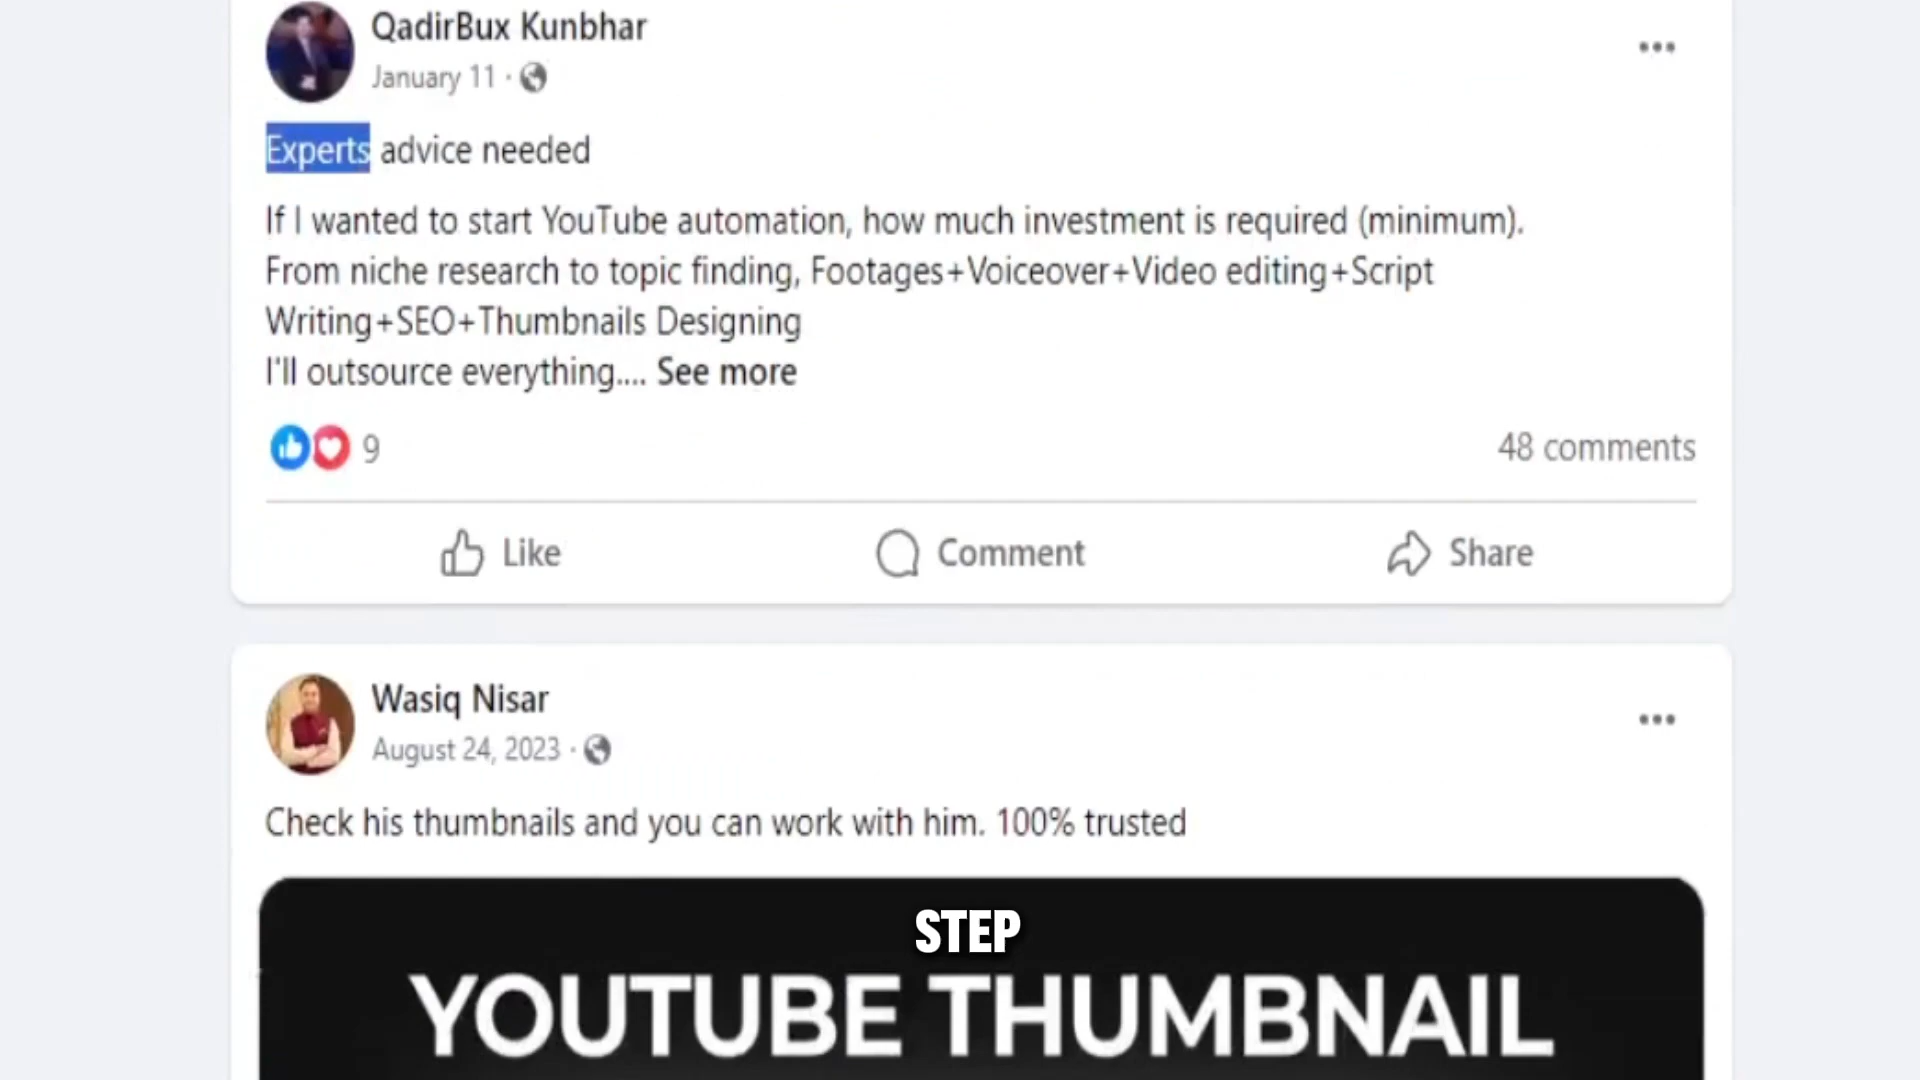 QadirBux Kunbhar
January 11 ·
Experts advice needed
If I wanted to start YouTube automation, how much investment is required (minimum).
From niche research to topic finding, Footages+Voiceover+Video editing+Script
Writing+SEO+Thumbnails Designing
I'll outsource everything.... See more
9
48 comments
Like
Comment
Share
Wasiq Nisar
August 24, 2023 ·
Check his thumbnails and you can work with him. 100% trusted
STEP
YOUTUBE THUMBNAIL